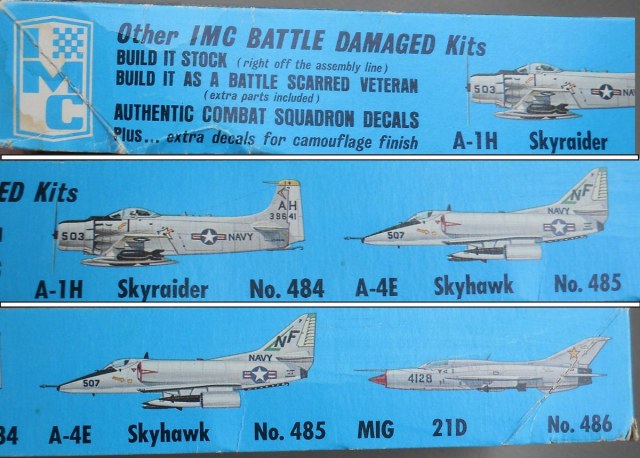 IMC
Other IMC BATTLE DAMAGED Kits
BUILD IT STOCK (right off the assembly line)
BUILD IT AS A BATTLE SCARRED VETERAN
(extra parts included)
AUTHENTIC COMBAT SQUADRON DECALS
Plus... extra decals for camouflage finish
503
NAV
A-1H Skyraider
ED Kits
AH
39641
503
NAVY
NF
NAVY
507
A-1H Skyraider No. 484 A-4E Skyhawk No. 485
NF
NAVY
507
4128
84 A-4E Skyhawk No. 485 MIG 21D No. 486